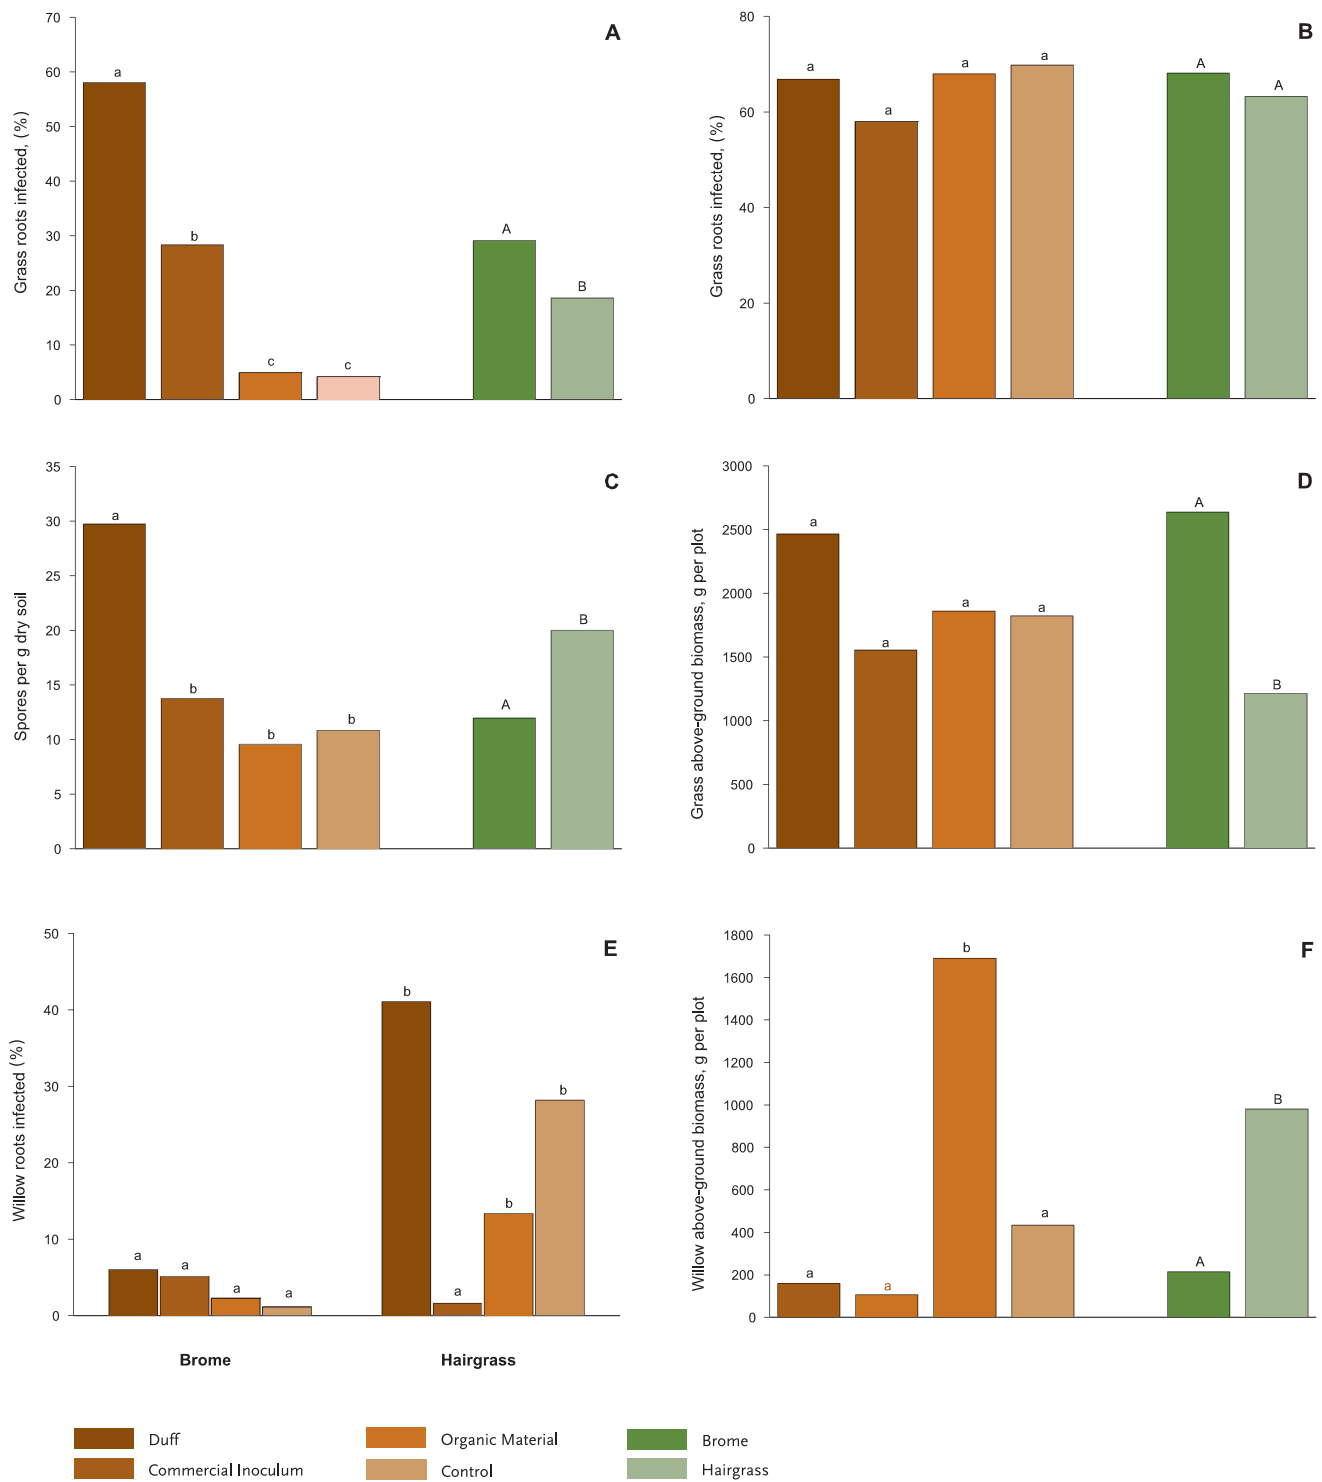 A
Grass roots infected, (%)
70
60
50
40
30
20
10
0
a
b
c
c
A
B
B
Grass roots infected, (%)
80
60
40
20
0
a
a
a
a
A
A
C
Spores per g dry soil
35
30
25
20
15
10
5
0
a
b
b
b
A
B
D
Grass above-ground biomass, g per plot
3000
2500
2000
1500
1000
500
0
a
a
a
a
A
B
E
Willow roots infected (%)
50
40
30
20
10
0
a
a
a
a
b
a
b
b
Brome
Hairgrass
F
Willow above-ground biomass, g per plot
1800
1600
1400
1200
1000
800
600
400
200
0
a
a
b
a
A
B
Duff
Commercial Inoculum
Organic Material
Control
Brome
Hairgrass